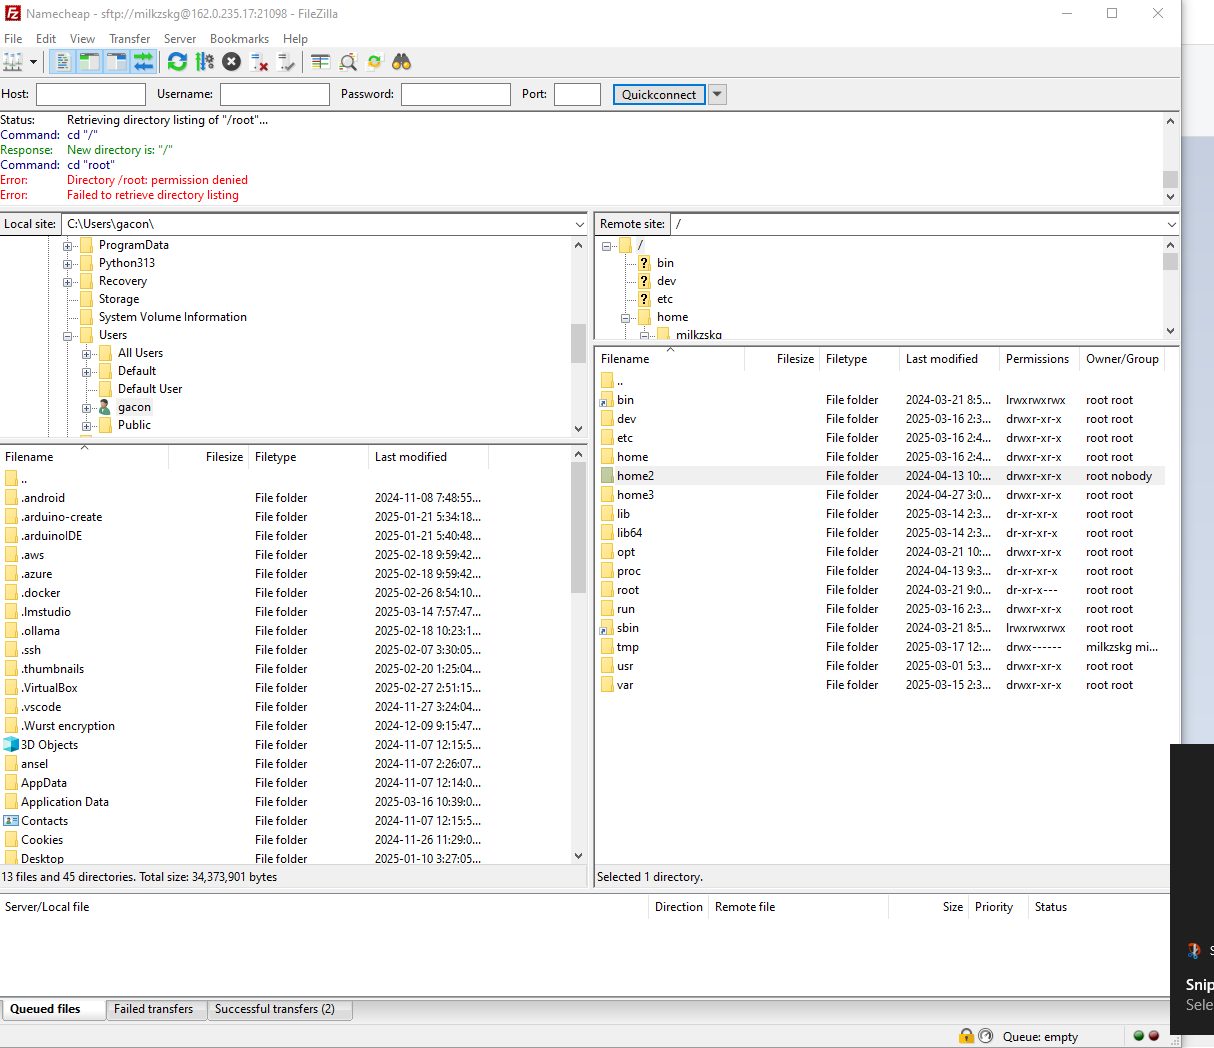 Namecheap - sftp://milkzskg@162.0.235.17:21098 - FileZilla
File Edit View Transfer Server Bookmarks Help
Host: Username: Password: Port: Quickconnect
Status: Retrieving directory listing of "/root"...
Command: cd "/"
Response: New directory is: "/"
Command: cd "root"
Error: Directory /root: permission denied
Error: Failed to retrieve directory listing
Local site: C:\Users\gacon\
ProgramData
Python313
Recovery
Storage
System Volume Information
Users
All Users
Default
Default User
gacon
Public
Filename Filesize Filetype Last modified
..
.android File folder 2024-11-08 7:48:55...
.arduino-create File folder 2025-01-21 5:34:18...
.arduinoIDE File folder 2025-01-21 5:40:48...
.aws File folder 2025-02-18 9:59:42...
.azure File folder 2025-02-18 9:59:42...
.docker File folder 2025-02-26 8:54:10...
.lmstudio File folder 2025-03-14 7:57:47...
.ollama File folder 2025-02-18 10:23:1...
.ssh File folder 2025-02-07 3:30:05...
.thumbnails File folder 2025-02-20 1:25:04...
.VirtualBox File folder 2025-02-27 2:51:15...
.vscode File folder 2024-11-27 3:24:04...
.Wurst encryption File folder 2024-12-09 9:15:47...
3D Objects File folder 2024-11-07 12:15:5...
ansel File folder 2024-11-07 2:26:07...
AppData File folder 2024-11-07 12:14:0...
Application Data File folder 2025-03-16 10:39:0...
Contacts File folder 2024-11-07 12:15:5...
Cookies File folder 2024-11-26 11:29:0...
Desktop File folder 2025-01-10 3:27:05...
13 files and 45 directories. Total size: 34,373,901 bytes
Remote site: /
/
? bin
? dev
? etc
home
milkzskg
Filename Filesize Filetype Last modified Permissions Owner/Group
..
bin File folder 2024-03-21 8:5... lrwxrwxrwx root root
dev File folder 2025-03-16 2:3... drwxr-xr-x root root
etc File folder 2025-03-16 2:4... drwxr-xr-x root root
home File folder 2025-03-16 2:4... drwxr-xr-x root root
home2 File folder 2024-04-13 10:... drwxr-xr-x root nobody
home3 File folder 2024-04-27 3:0... drwxr-xr-x root root
lib File folder 2025-03-14 2:3... dr-xr-xr-x root root
lib64 File folder 2025-03-14 2:3... dr-xr-xr-x root root
opt File folder 2024-03-21 10:... drwxr-xr-x root root
proc File folder 2024-04-13 9:3... dr-xr-xr-x root root
root File folder 2024-03-21 9:0... dr-xr-x--- root root
run File folder 2025-03-16 2:3... drwxr-xr-x root root
sbin File folder 2024-03-21 8:5... lrwxrwxrwx root root
tmp File folder 2025-03-17 12:... drwx------ milkzskg mi...
usr File folder 2025-03-01 5:3... drwxr-xr-x root root
var File folder 2025-03-15 2:3... drwxr-xr-x root root
Selected 1 directory.
Server/Local file Direction Remote file Size Priority Status
Queued files Failed transfers Successful transfers (2)
Queue: empty
Snip
Sele